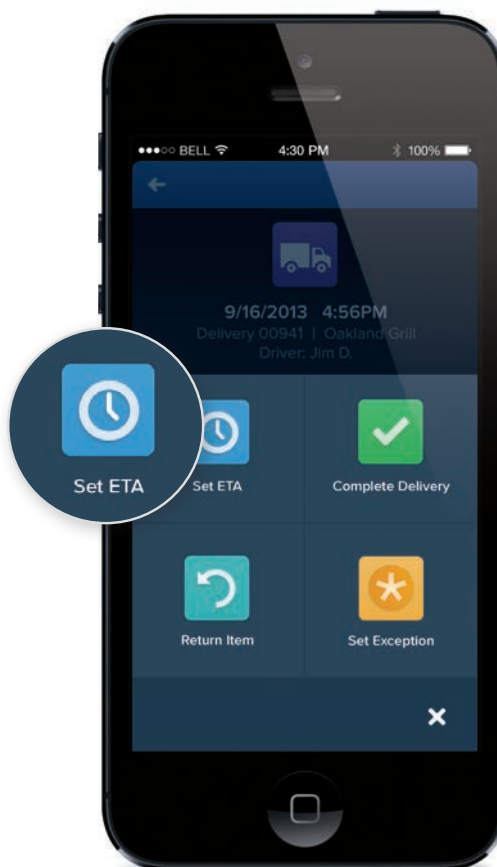 BELL 4:30 PM 100%
9/16/2013 4:56PM
Delivery 00941 | Oakland Grill
Driver: Jim D.
Set ETA
Set ETA
Complete Delivery
Return Item
Set Exception